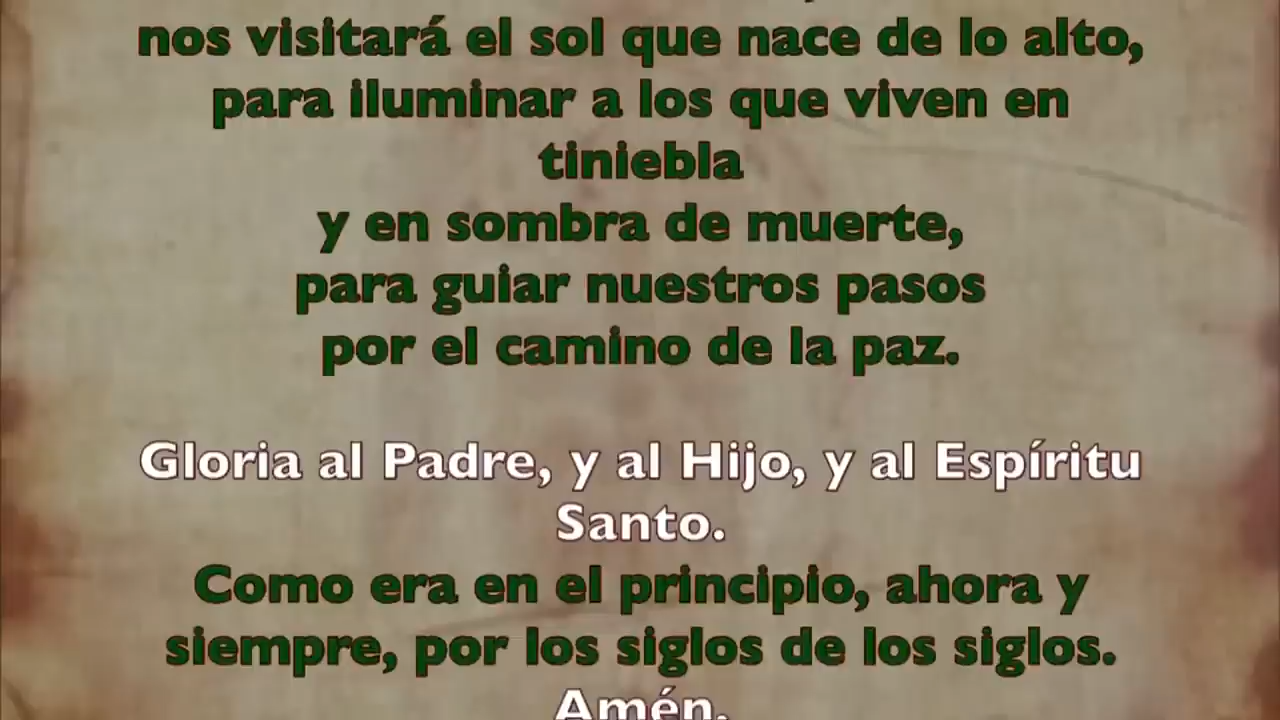 nos visitará el sol que nace de lo alto,
para iluminar a los que viven en
tiniebla
y en sombra de muerte,
para guiar nuestros pasos
por el camino de la paz.
Gloria al Padre, y al Hijo, y al Espíritu
Santo.
Como era en el principio, ahora y
siempre, por los siglos de los siglos.
Amén.